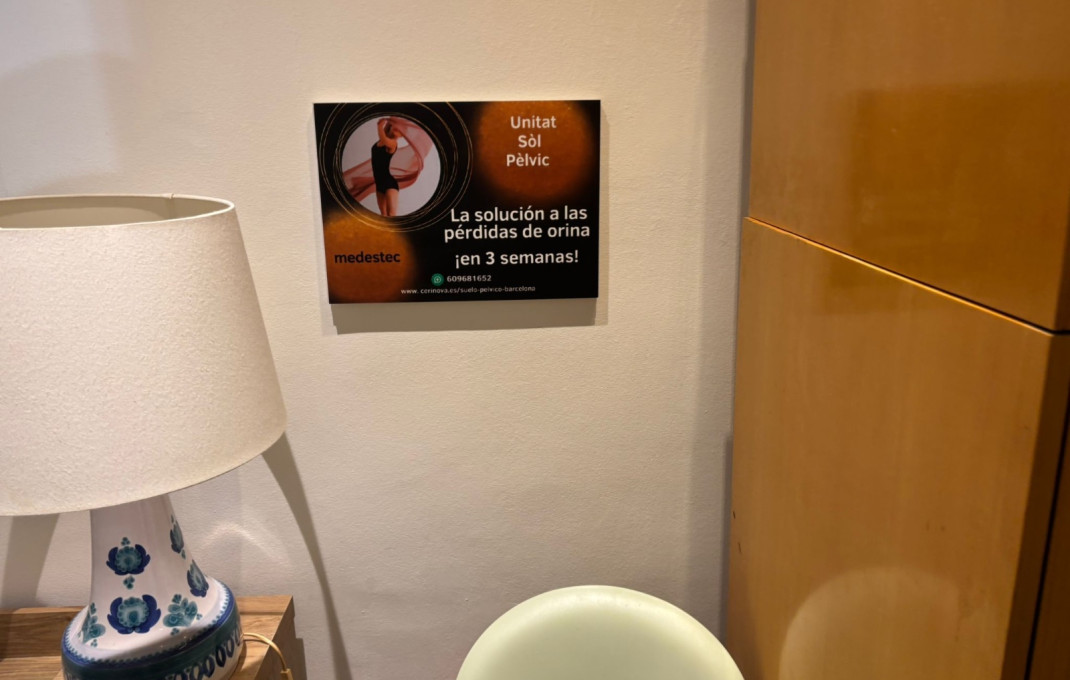 Unitat
Sòl
Pèlvic
La solución a las
pérdidas de orina
¡en 3 semanas!
medestec
609681652
www. corinova.es/suelo-pelvico-barcelona